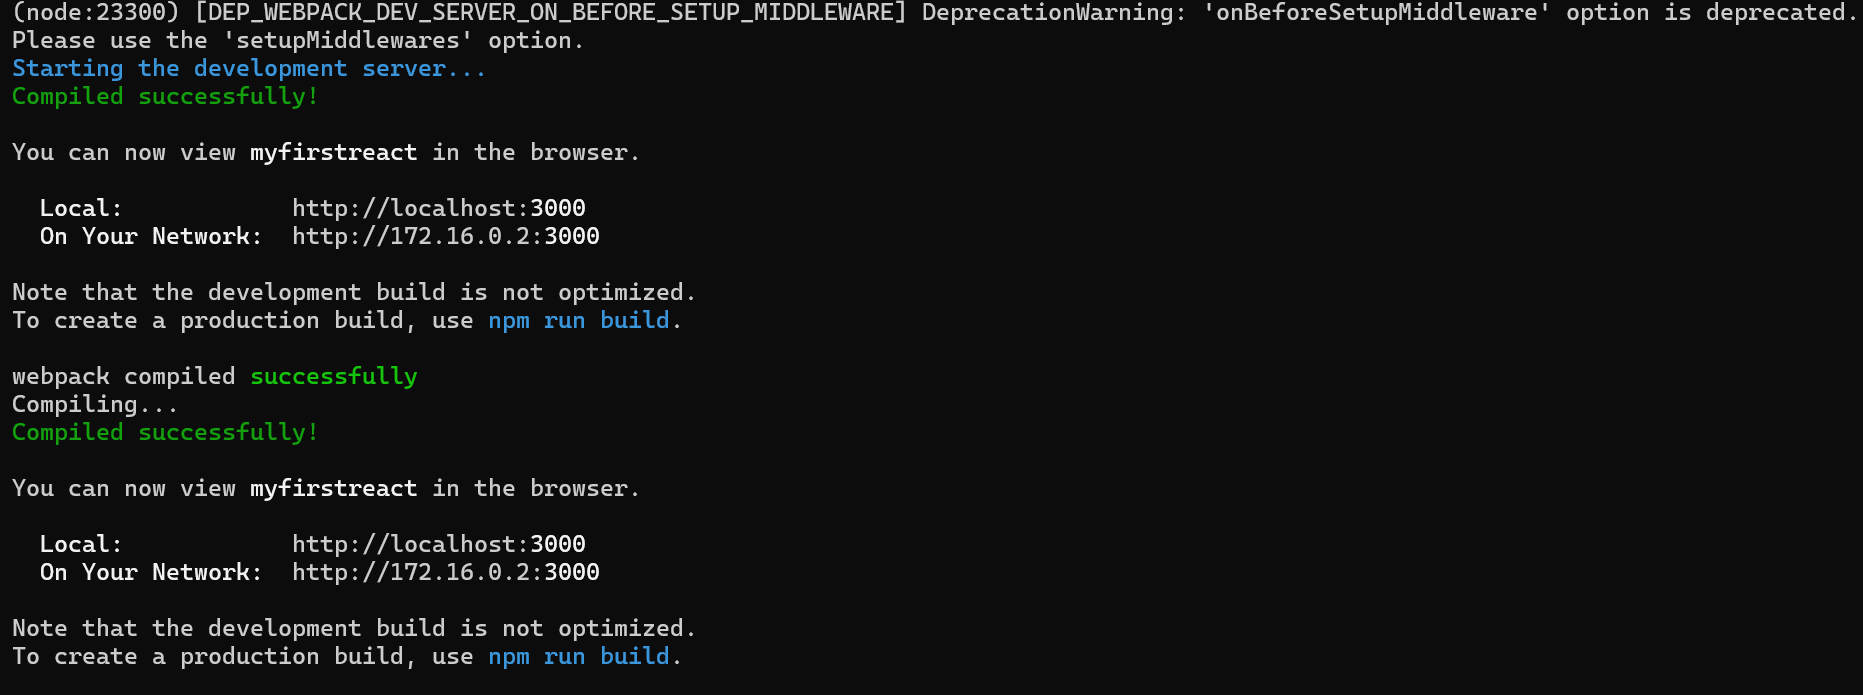 (node:23300) [DEP_WEBPACK_DEV_SERVER_ON_BEFORE_SETUP_MIDDLEWARE] DeprecationWarning: 'onBeforeSetupMiddleware' option is deprecated.
Please use the 'setupMiddlewares' option.
Starting the development server...
Compiled successfully!
You can now view myfirstreact in the browser.
Local: http://localhost:3000
On Your Network: http://172.16.0.2:3000
Note that the development build is not optimized.
To create a production build, use npm run build.
webpack compiled successfully
Compiling...
Compiled successfully!
You can now view myfirstreact in the browser.
Local: http://localhost:3000
On Your Network: http://172.16.0.2:3000
Note that the development build is not optimized.
To create a production build, use npm run build.